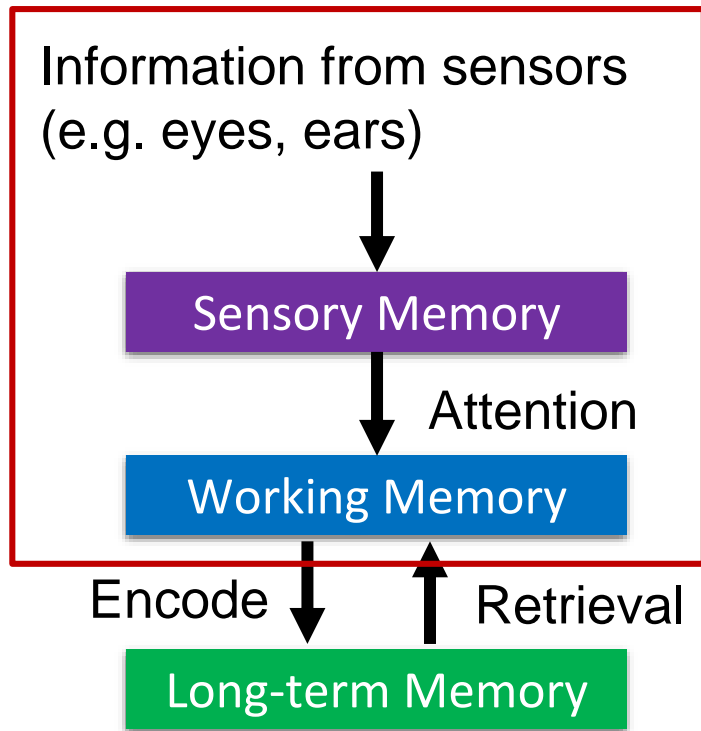 Information from sensors
(e.g. eyes, ears)
Sensory Memory
Attention
Working Memory
Encode
Retrieval
Long-term Memory